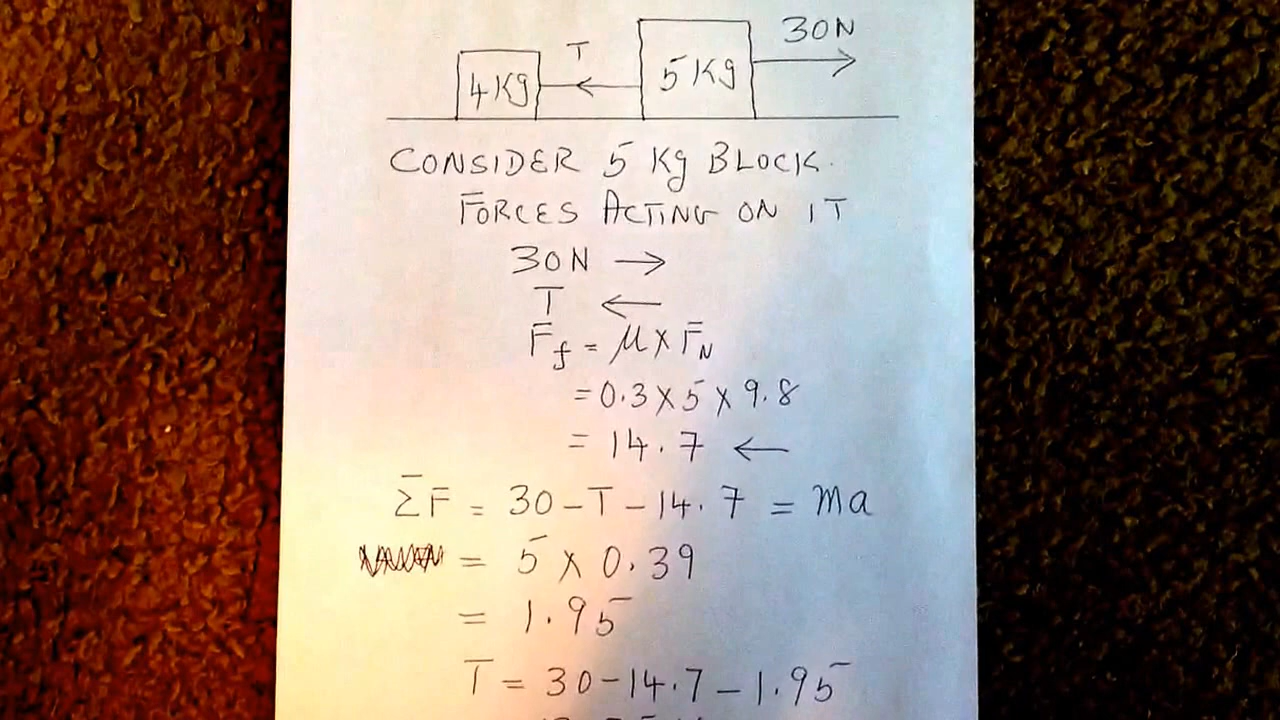 30N
T
4Kg 5Kg
CONSIDER 5 Kg BLOCK.
FORCES ACTING ON IT
30N →
T ←
Ff = μ x FN
= 0.3 x 5 x 9.8
= 14.7 ←
ΣF = 30 - T - 14.7 = ma
= 5 x 0.39
= 1.95
T = 30 - 14.7 - 1.95